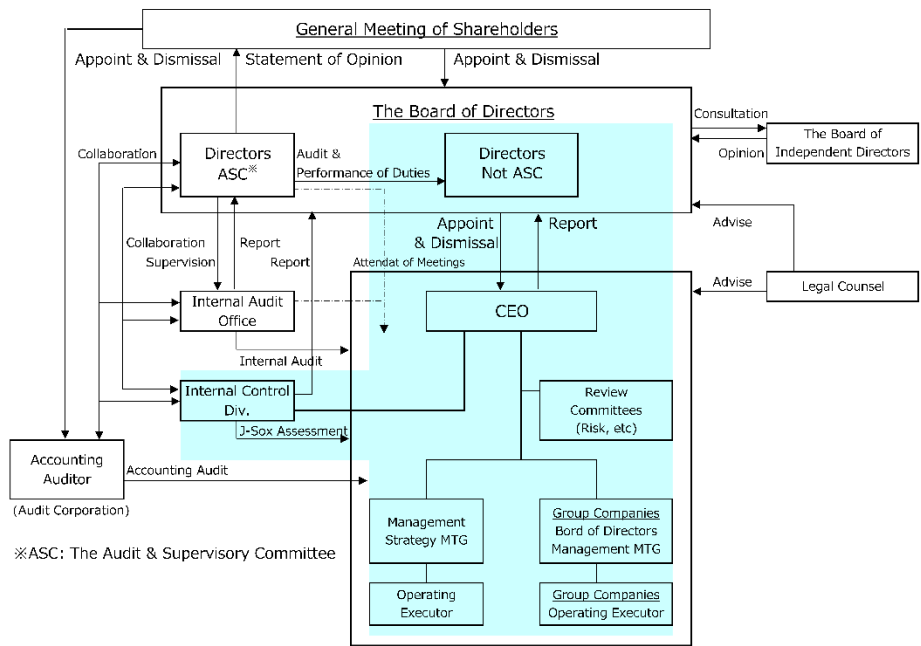 General Meeting of Shareholders
Appoint & Dismissal
Statement of Opinion
Appoint & Dismissal
The Board of Directors
Consultation
The Board of
Independent Directors
Opinion
Collaboration
Directors
ASC※
Audit &
Performance of Duties
Directors
Not ASC
Advise
Collaboration
Supervision
Report
Report
Appoint
& Dismissal
Report
Attendat of Meetings
Advise
Legal Counsel
Internal Audit
Office
CEO
Internal Audit
Internal Control
Div.
Review
Committees
(Risk, etc)
J-Sox Assessment
Accounting
Auditor
Accounting Audit
(Audit Corporation)
Management
Strategy MTG
Group Companies
Bord of Directors
Management MTG
※ASC: The Audit & Supervisory Committee
Operating
Executor
Group Companies
Operating Executor